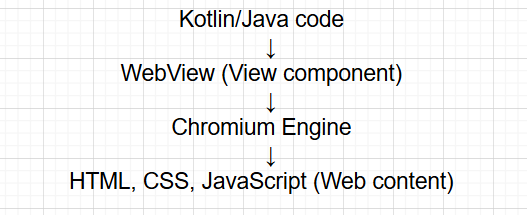 Kotlin/Java code
↓
WebView (View component)
↓
Chromium Engine
↓
HTML, CSS, JavaScript (Web content)